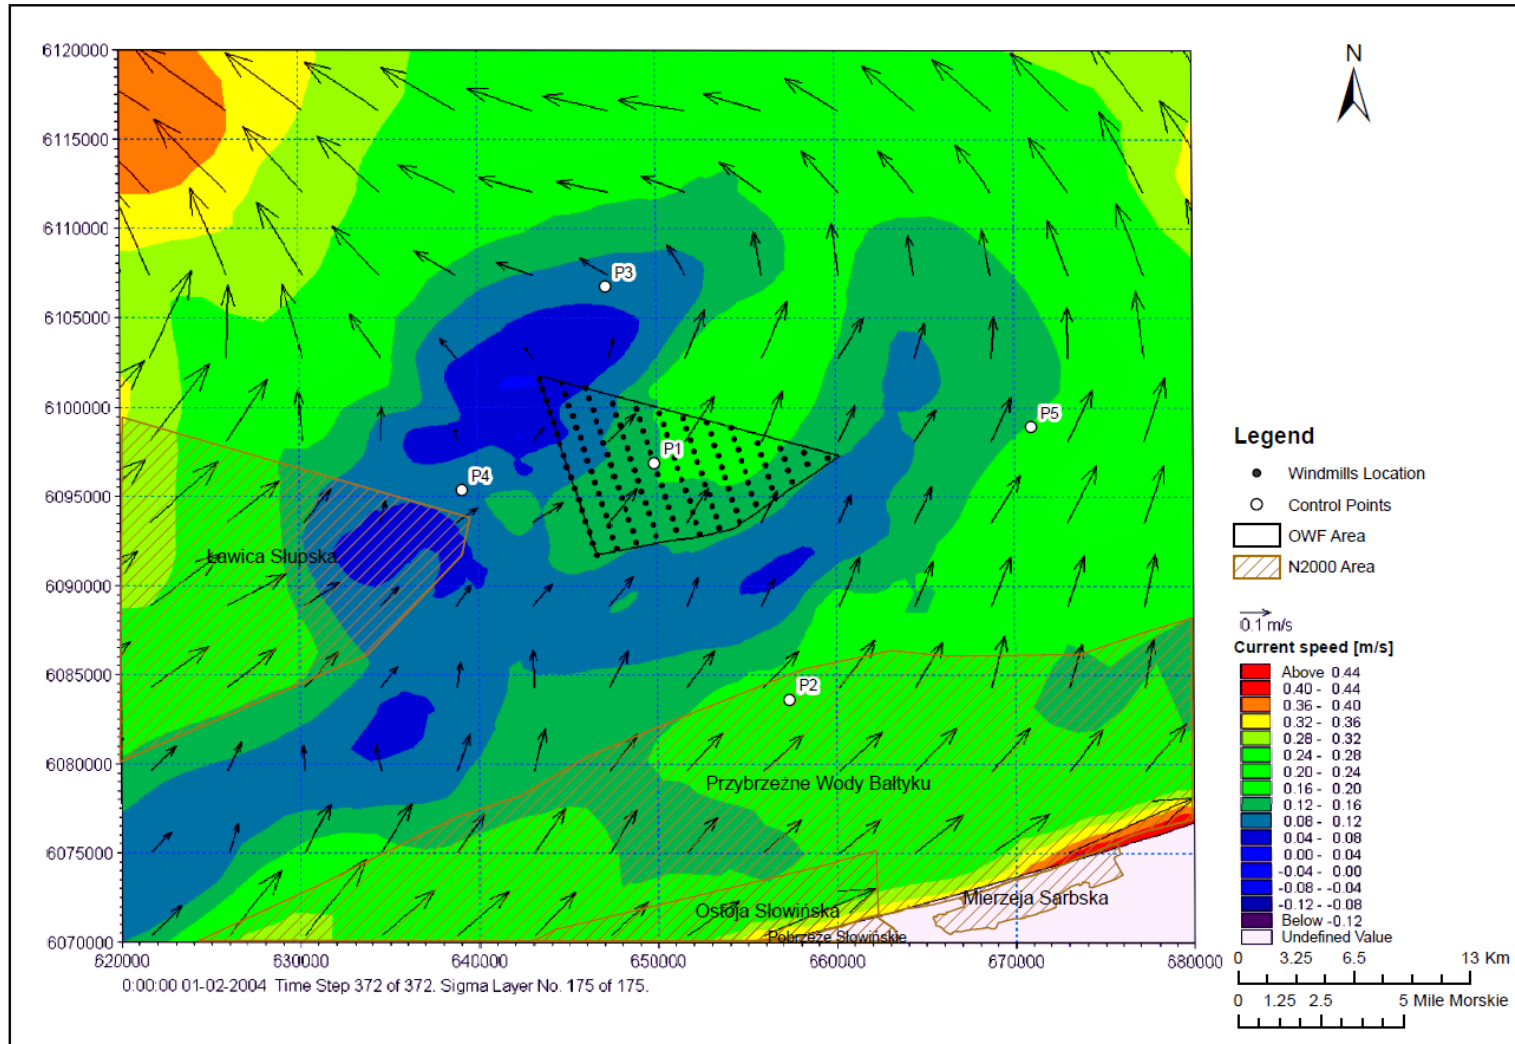 6120000
6115000
6110000
6105000
6100000
6095000
6090000
6085000
6080000
6075000
6070000
620000 630000 640000 650000 660000 670000 680000
0:00:00 01-02-2004 Time Step 372 of 372. Sigma Layer No. 175 of 175.
P3
P1
P4
P5
P2
Ławica Słupska
Przybrzeżne Wody Bałtyku
Ostoja Słowińska
Mierzeja Sarbska
Pobrzeże Słowińskie
N
Legend
Windmills Location
Control Points
OWF Area
N2000 Area
0.1 m/s
Current speed [m/s]
Above 0.44
0.40 - 0.44
0.36 - 0.40
0.32 - 0.36
0.28 - 0.32
0.24 - 0.28
0.20 - 0.24
0.16 - 0.20
0.12 - 0.16
0.08 - 0.12
0.04 - 0.08
0.00 - 0.04
-0.04 - 0.00
-0.08 - -0.04
-0.12 - -0.08
Below -0.12
Undefined Value
0 3.25 6.5 13 Km
0 1.25 2.5 5 Mile Morskie